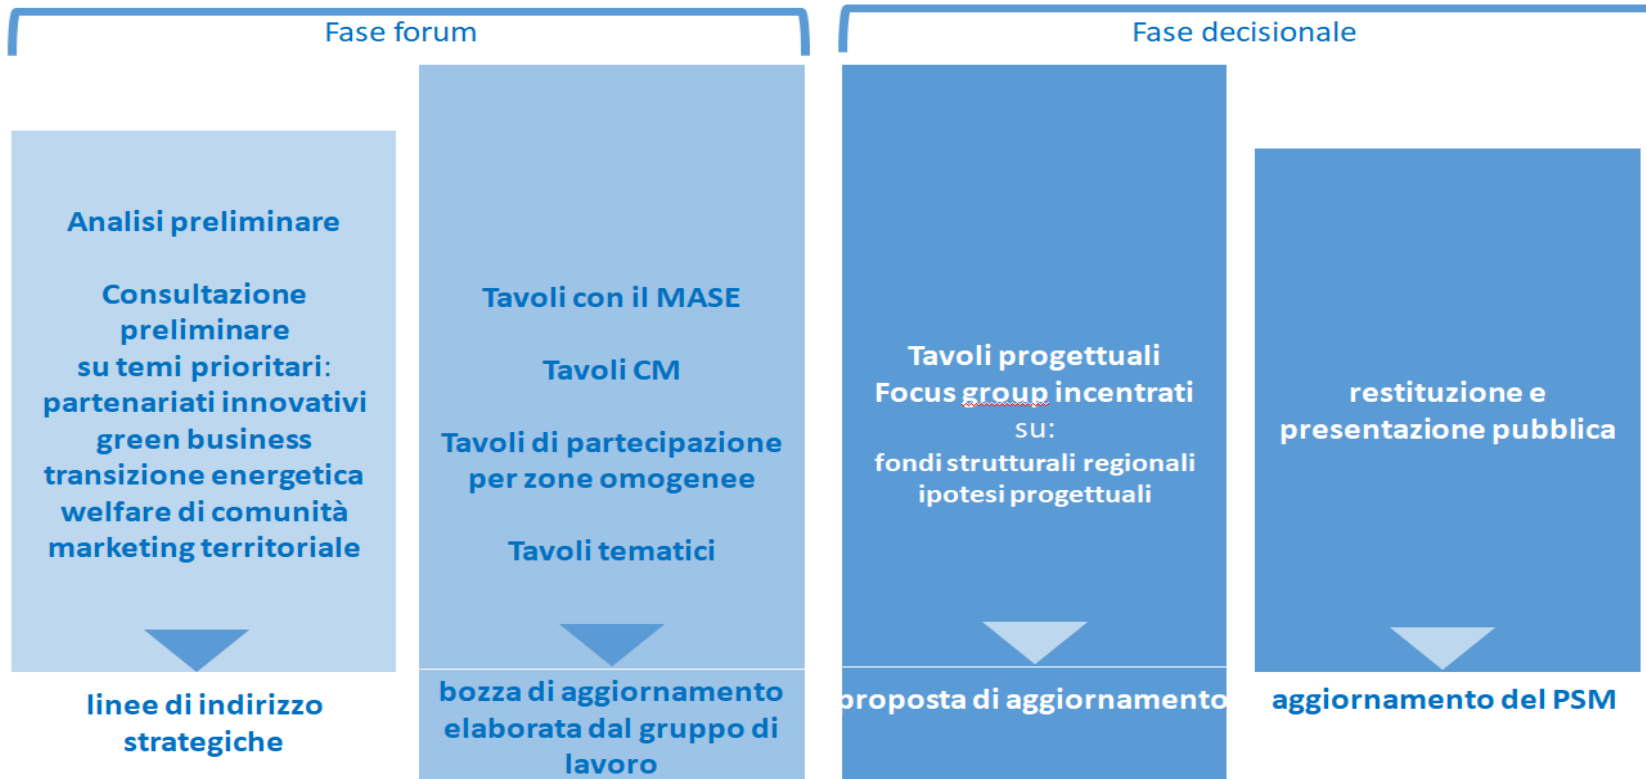 Fase forum
Analisi preliminare
Consultazione
preliminare
su temi prioritari:
partenariati innovativi
green business
transizione energetica
welfare di comunità
marketing territoriale
linee di indirizzo
strategiche
Tavoli con il MASE
Tavoli CM
Tavoli di partecipazione
per zone omogenee
Tavoli tematici
bozza di aggiornamento
elaborata dal gruppo di
lavoro
Fase decisionale
Tavoli progettuali
Focus group incentrati
su:
fondi strutturali regionali
ipotesi progettuali
proposta di aggiornamento
restituzione e
presentazione pubblica
aggiornamento del PSM